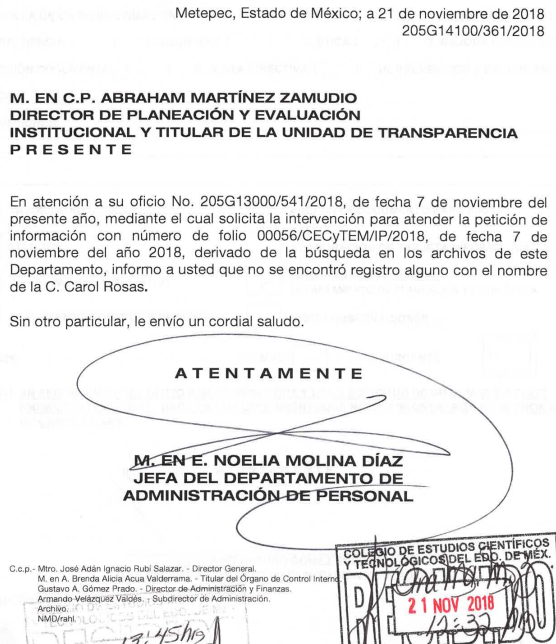 Metepec, Estado de México; a 21 de noviembre de 2018
205G14100/361/2018
M. EN C.P. ABRAHAM MARTÍNEZ ZAMUDIO
DIRECTOR DE PLANEACIÓN Y EVALUACIÓN
INSTITUCIONAL Y TITULAR DE LA UNIDAD DE TRANSPARENCIA
P R E S E N T E
En atención a su oficio No. 205G13000/541/2018, de fecha 7 de noviembre del
presente año, mediante el cual solicita la intervención para atender la petición de
información con número de folio 00056/CECyTEM/IP/2018, de fecha 7 de
noviembre del año 2018, derivado de la búsqueda en los archivos de este
Departamento, informo a usted que no se encontró registro alguno con el nombre
de la C. Carol Rosas.
Sin otro particular, le envío un cordial saludo.
A T E N T A M E N T E
M. EN E. NOELIA MOLINA DÍAZ
JEFA DEL DEPARTAMENTO DE
ADMINISTRACIÓN DE PERSONAL
C.c.p.- Mtro. José Adán Ignacio Rubí Salazar. - Director General.
M. en A. Brenda Alicia Acua Valderrama. - Titular del Órgano de Control Interno
Gustavo A. Gómez Prado. - Director de Administración y Finanzas.
Armando Velázquez Valdés. - Subdirector de Administración.
Archivo.
NMD/rahl.
13:45hrs
COLEGIO DE ESTUDIOS CIENTÍFICOS
Y TECNOLÓGICOS DEL EDO. DE MÉX.
21 NOV 2018